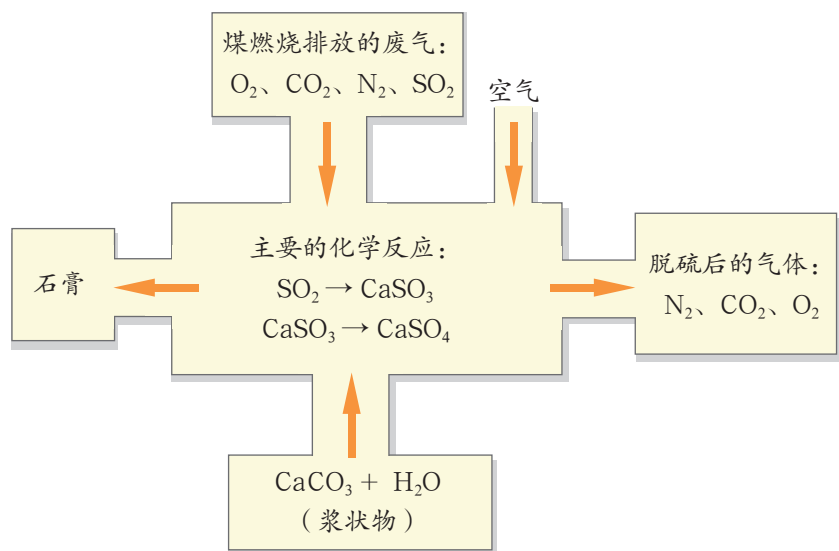 煤燃烧排放的废气：
O₂、CO₂、N₂、SO₂
空气
主要的化学反应：
SO₂ → CaSO₃
CaSO₃ → CaSO₄
石膏
脱硫后的气体：
N₂、CO₂、O₂
CaCO₃ + H₂O
（浆状物）